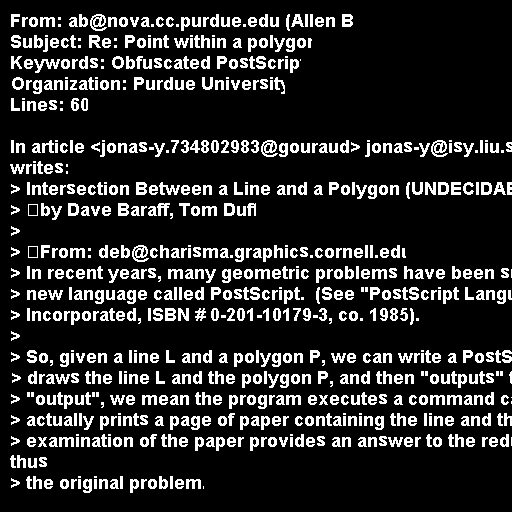 From: ab@nova.cc.purdue.edu (Allen B
Subject: Re: Point within a polygon
Keywords: Obfuscated PostScrip
Organization: Purdue University
Lines: 60

In article <jonas-y.734802983@gouraud> jonas-y@isy.liu.s
writes:
> Intersection Between a Line and a Polygon (UNDECIDAB
> by Dave Baraff, Tom Duff
>
> From: deb@charisma.graphics.cornell.edu
> In recent years, many geometric problems have been su
> new language called PostScript.  (See "PostScript Langu
> Incorporated, ISBN # 0-201-10179-3, co. 1985).
>
> So, given a line L and a polygon P, we can write a PostS
> draws the line L and the polygon P, and then "outputs" t
> "output", we mean the program executes a command ca
> actually prints a page of paper containing the line and th
> examination of the paper provides an answer to the redu
thus
> the original problem.